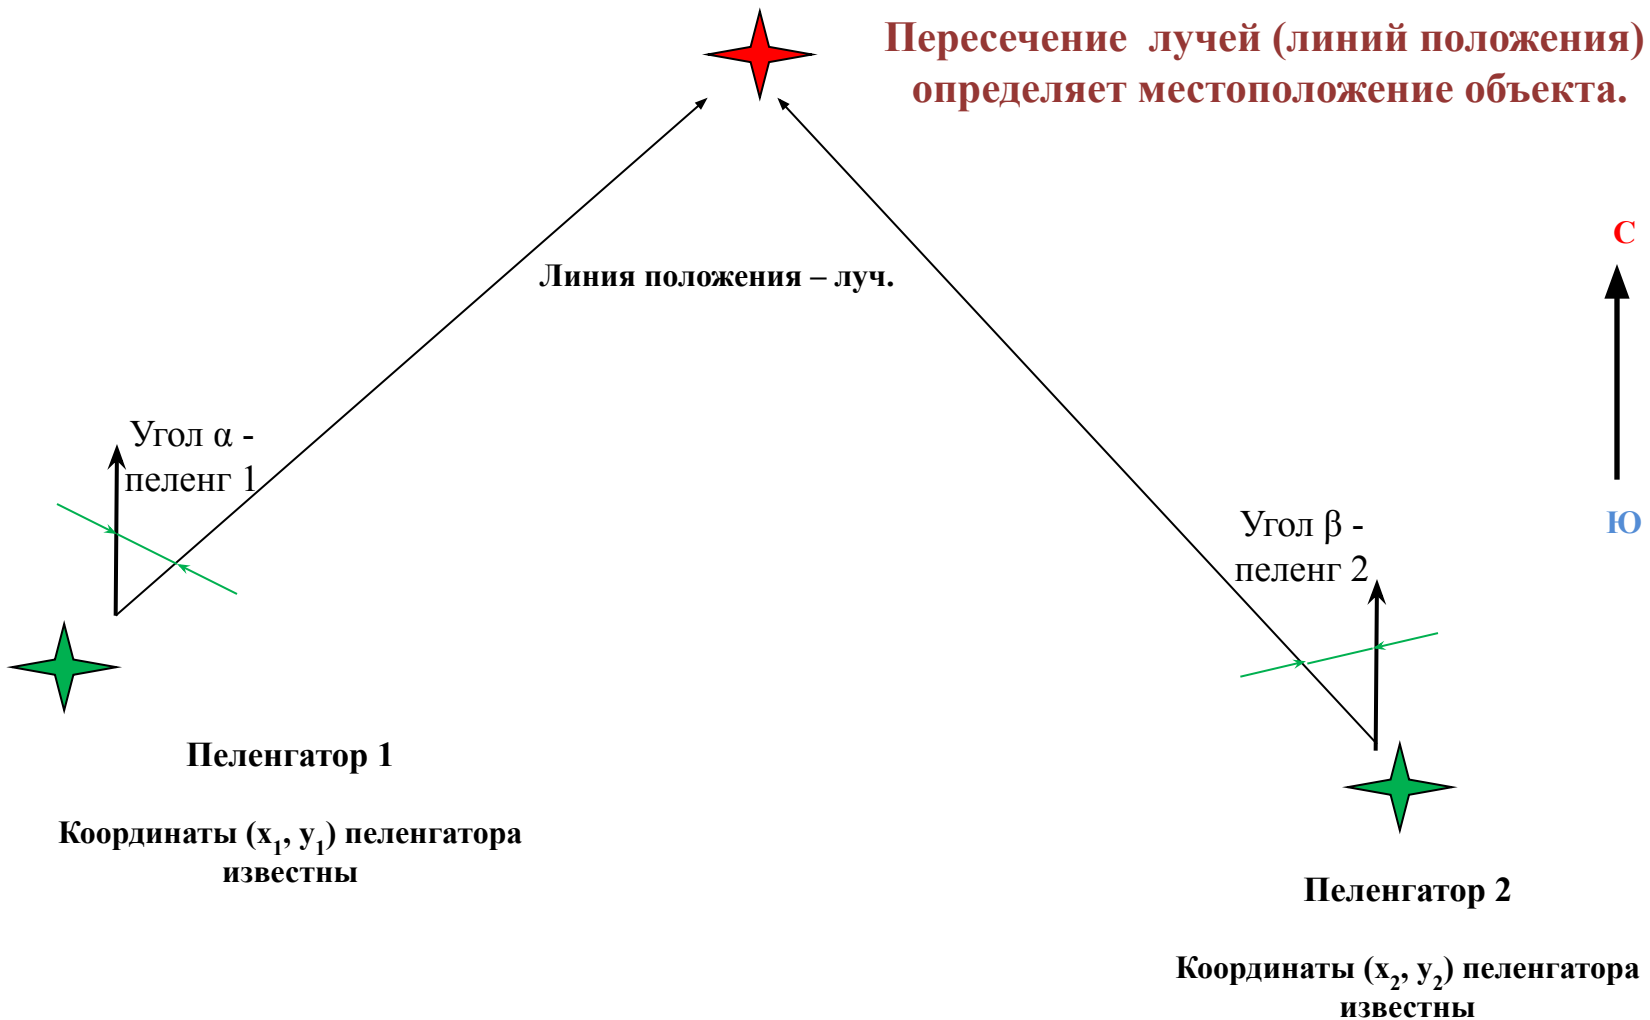 Пересечение лучей (линий положения)
определяет местоположение объекта.
С
Линия положения – луч.
Угол α -
пеленг 1
Ю
Угол β -
пеленг 2
Пеленгатор 1
Координаты (x₁, y₁) пеленгатора
известны
Пеленгатор 2
Координаты (x₂, y₂) пеленгатора
известны